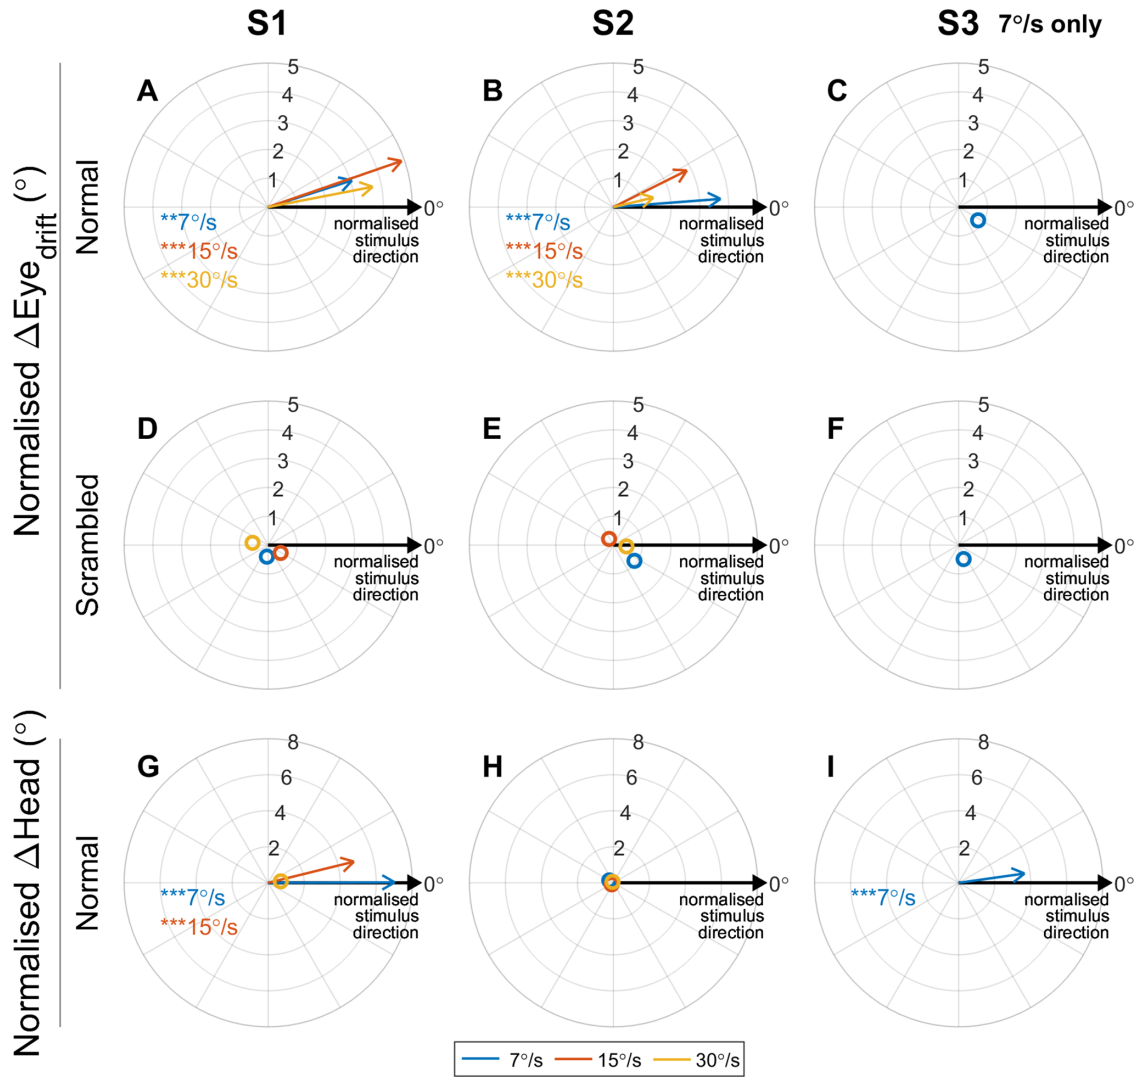 S1
S2
S3 7°/s only
Normalised ΔEye_drift (°)
Normal
A
5
4
3
2
1
0°
normalised
stimulus
direction
**7°/s
***15°/s
***30°/s
B
5
4
3
2
1
0°
normalised
stimulus
direction
***7°/s
***15°/s
***30°/s
C
5
4
3
2
1
0°
normalised
stimulus
direction
Scrambled
D
5
4
3
2
1
0°
normalised
stimulus
direction
E
5
4
3
2
1
0°
normalised
stimulus
direction
F
5
4
3
2
1
0°
normalised
stimulus
direction
Normalised ΔHead (°)
Normal
G
8
6
4
2
0°
normalised
stimulus
direction
***7°/s
***15°/s
H
8
6
4
2
0°
normalised
stimulus
direction
I
8
6
4
2
0°
normalised
stimulus
direction
***7°/s
7°/s 15°/s 30°/s